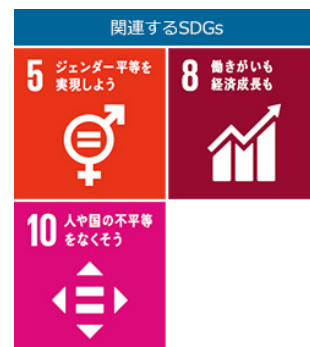 関連するSDGs
5 ジェンダー平等を
実現しよう
8 働きがいも
経済成長も
10 人や国の不平等
をなくそう